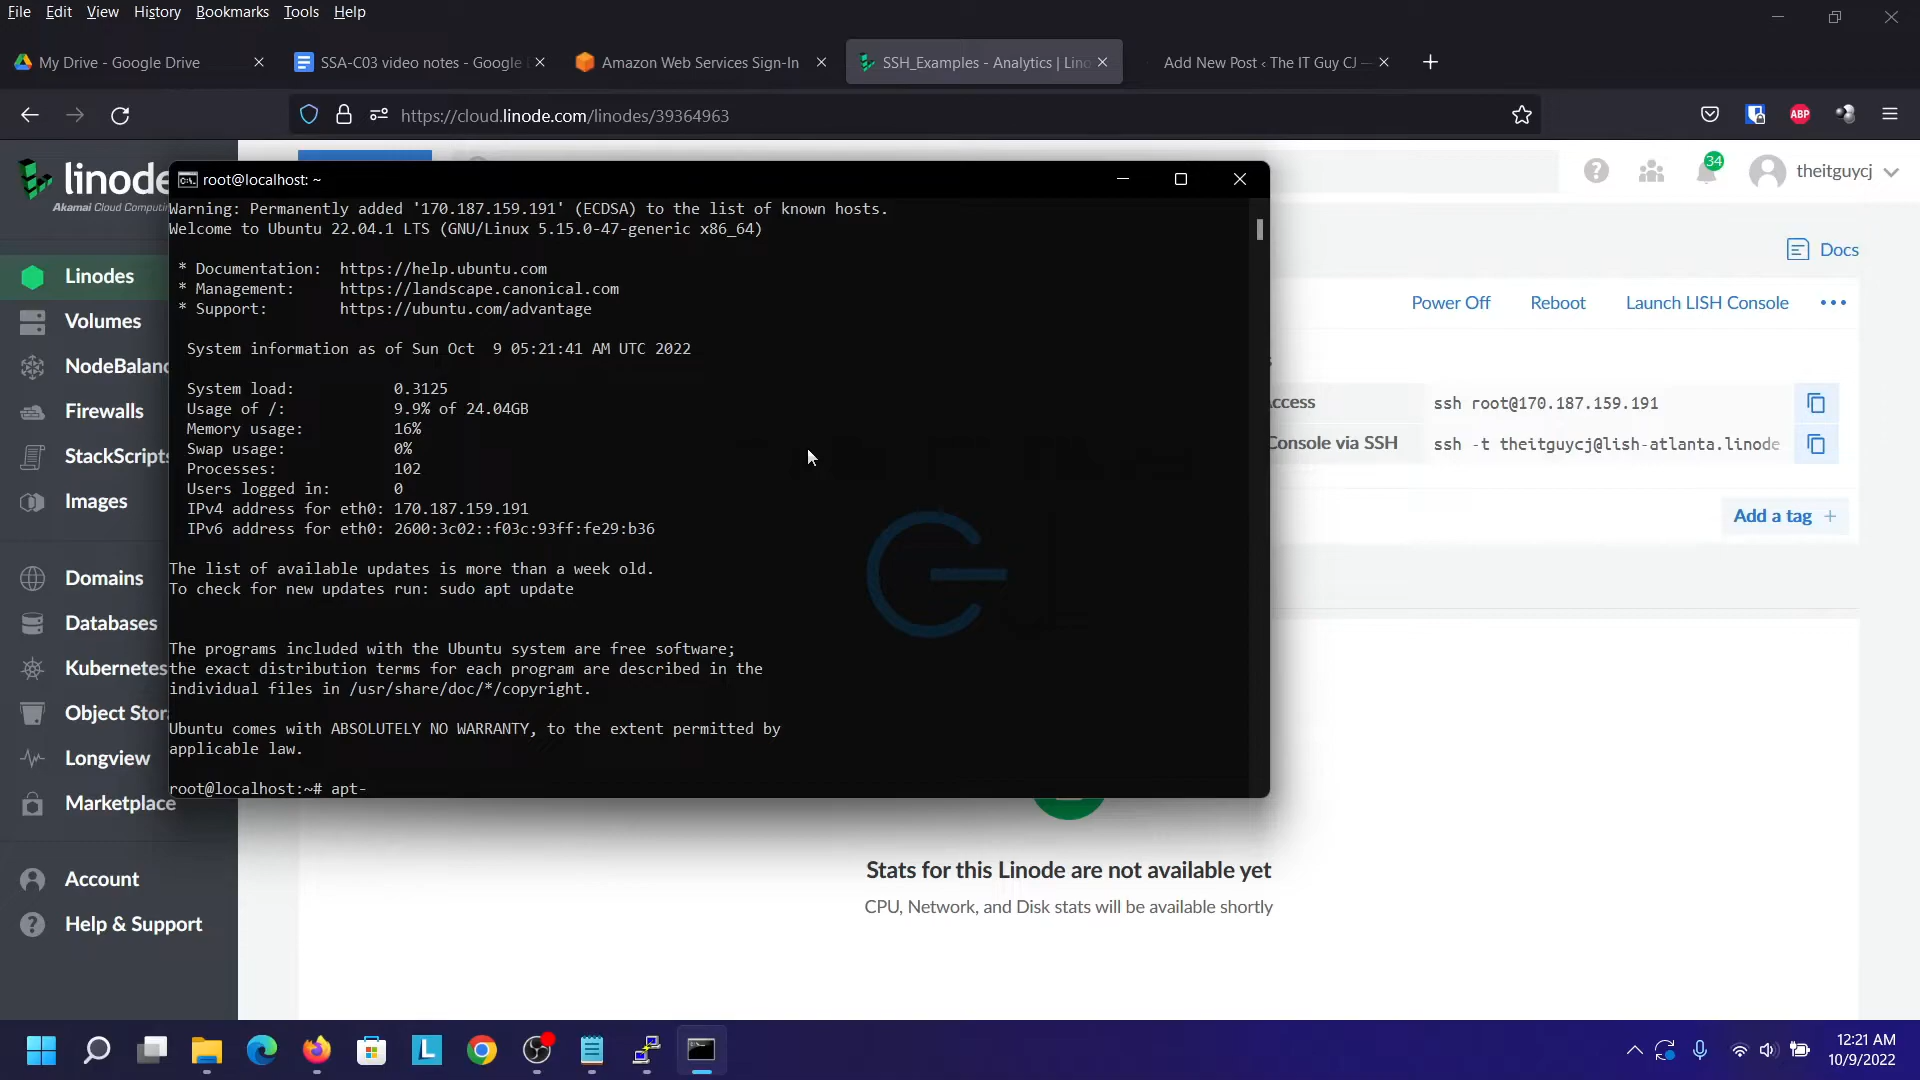 File Edit View History Bookmarks Tools Help
My Drive - Google Drive
SSA-C03 video notes - Google
Amazon Web Services Sign-In
SSH_Examples - Analytics | Lino
Add New Post ‹ The IT Guy CJ —
https://cloud.linode.com/linodes/39364963
ABP
linode
Akamai Cloud Computin
34
theitguycj
root@localhost: ~
Warning: Permanently added '170.187.159.191' (ECDSA) to the list of known hosts.
Welcome to Ubuntu 22.04.1 LTS (GNU/Linux 5.15.0-47-generic x86_64)
* Documentation: https://help.ubuntu.com
* Management: https://landscape.canonical.com
* Support: https://ubuntu.com/advantage
System information as of Sun Oct 9 05:21:41 AM UTC 2022
System load: 0.3125
Usage of /: 9.9% of 24.04GB
Memory usage: 16%
Swap usage: 0%
Processes: 102
Users logged in: 0
IPv4 address for eth0: 170.187.159.191
IPv6 address for eth0: 2600:3c02::f03c:93ff:fe29:b36
The list of available updates is more than a week old.
To check for new updates run: sudo apt update
The programs included with the Ubuntu system are free software;
the exact distribution terms for each program are described in the
individual files in /usr/share/doc/*/copyright.
Ubuntu comes with ABSOLUTELY NO WARRANTY, to the extent permitted by
applicable law.
root@localhost:~# apt-
Linodes
Volumes
NodeBalanc
Firewalls
StackScripts
Images
Domains
Databases
Kubernetes
Object Stor
Longview
Marketplace
Account
Help & Support
Docs
Power Off Reboot Launch LISH Console
ccess
ssh root@170.187.159.191
Console via SSH
ssh -t theitguycj@lish-atlanta.linode
Add a tag +
Stats for this Linode are not available yet
CPU, Network, and Disk stats will be available shortly
L
12:21 AM
10/9/2022